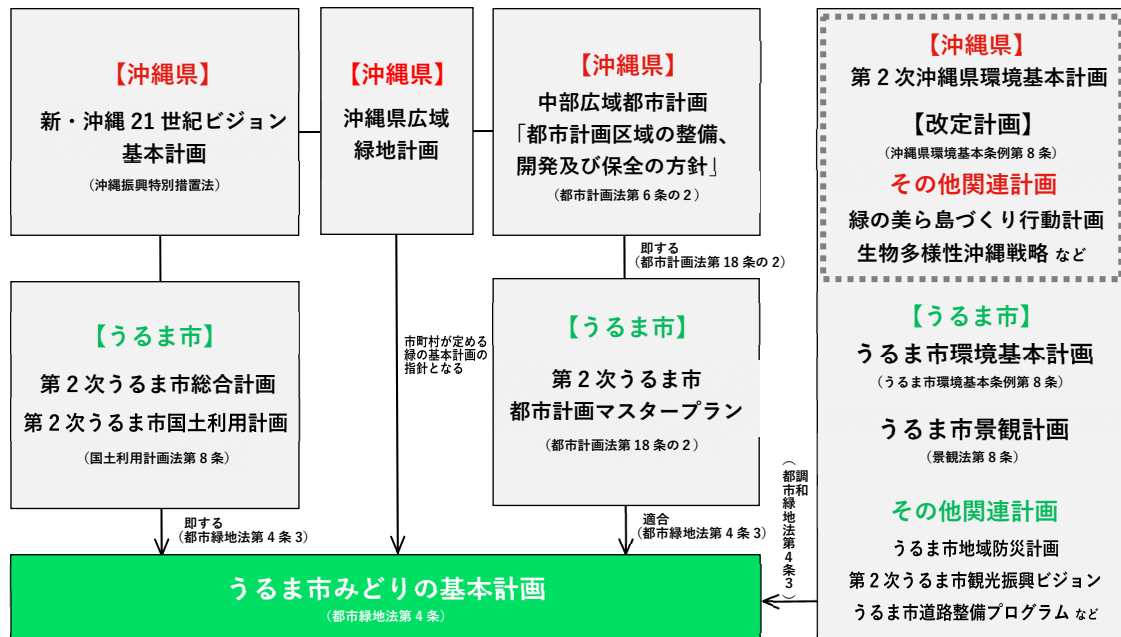 【沖縄県】
新・沖縄 21 世紀ビジョン
基本計画
（沖縄振興特別措置法）
【沖縄県】
沖縄県広域
緑地計画
【沖縄県】
中部広域都市計画
「都市計画区域の整備、
開発及び保全の方針」
（都市計画法第 6 条の 2 ）
【沖縄県】
第 2 次沖縄県環境基本計画
【改定計画】
（沖縄県環境基本条例第 8 条）
その他関連計画
緑の美ら島づくり行動計画
生物多様性沖縄戦略 など
即する
（都市計画法第 18 条の 2 ）
【うるま市】
第 2 次うるま市総合計画
第 2 次うるま市国土利用計画
（国土利用計画法第 8 条）
市町村が定める
緑の基本計画の
指針となる
【うるま市】
第 2 次うるま市
都市計画マスタープラン
（都市計画法第 18 条の 2 ）
【うるま市】
うるま市環境基本計画
（うるま市環境基本条例第 8 条）
うるま市景観計画
（景観法第 8 条）
その他関連計画
うるま市地域防災計画
第 2 次うるま市観光振興ビジョン
うるま市道路整備プログラム など
即する
（都市緑地法第 4 条 3 ）
適合
（都市緑地法第 4 条 3 ）
調和
（都市緑地法第 4 条 3 ）
うるま市みどりの基本計画
（都市緑地法第 4 条）